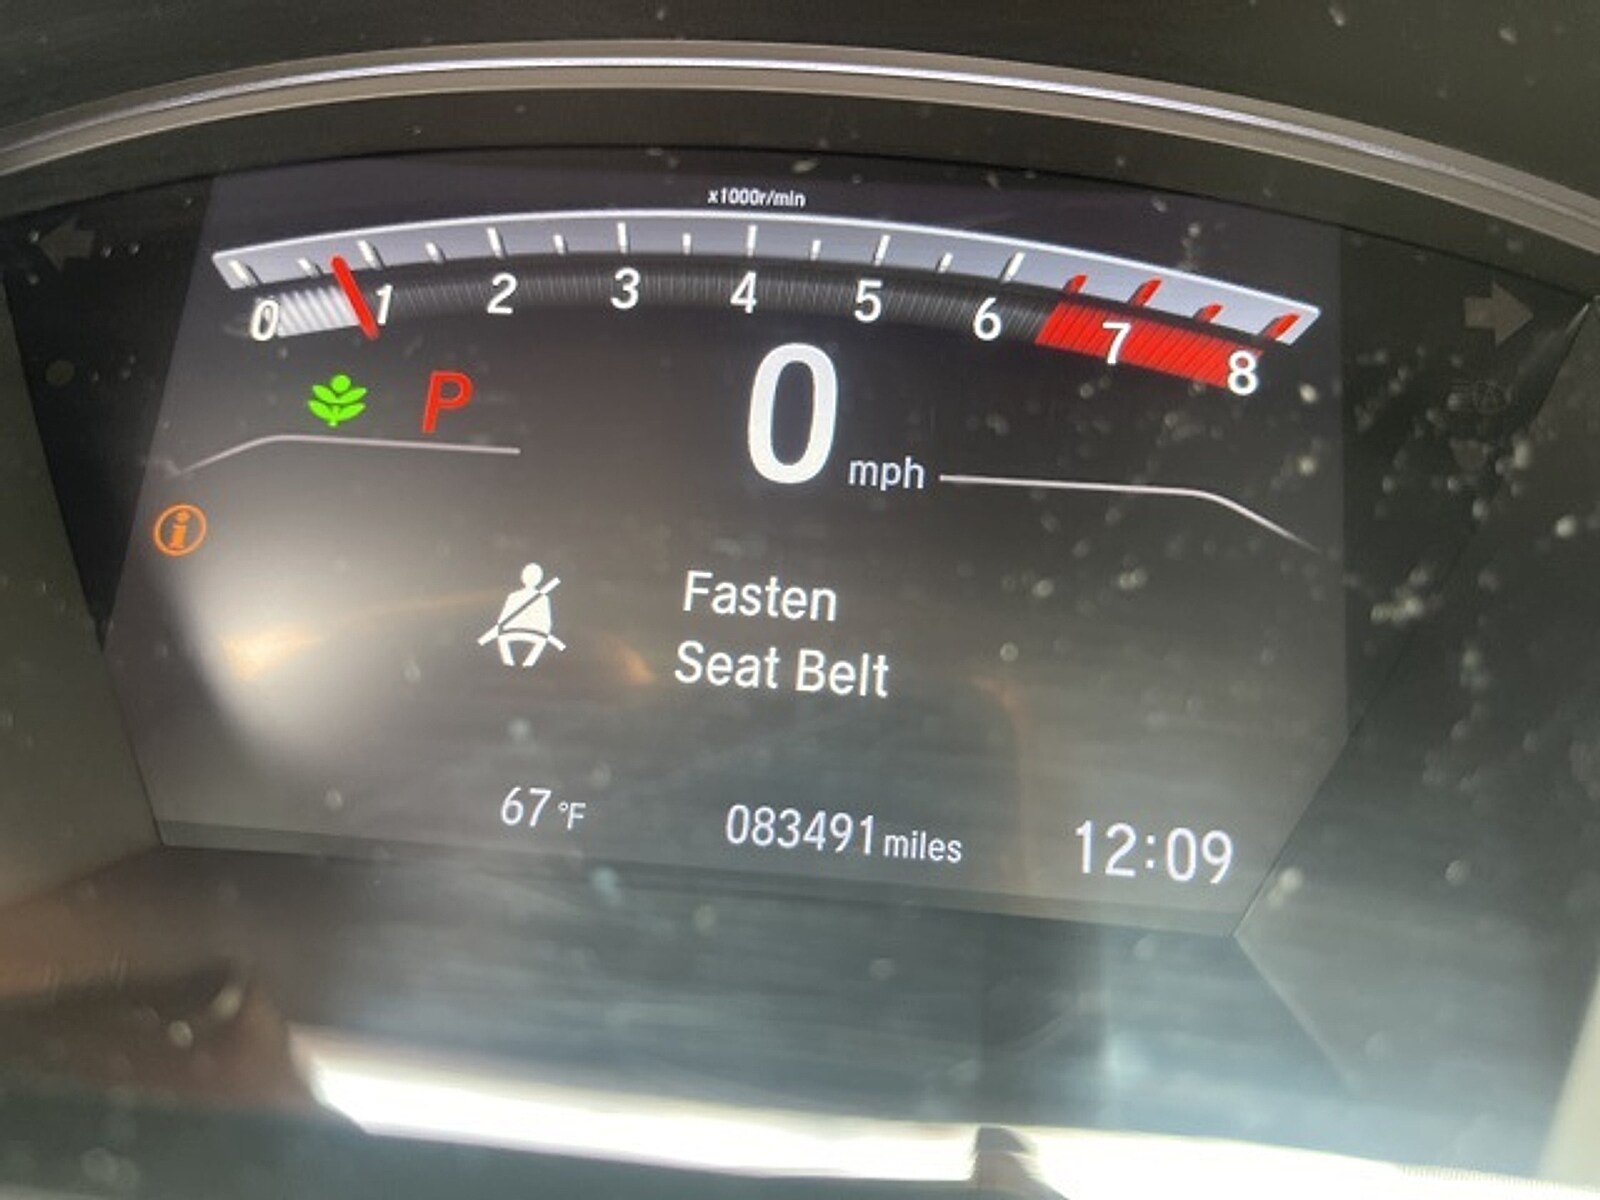 x1000r/min
0 1 2 3 4 5 6 7 8
P
0 mph
i
Fasten
Seat Belt
67 °F 083491 miles 12:09